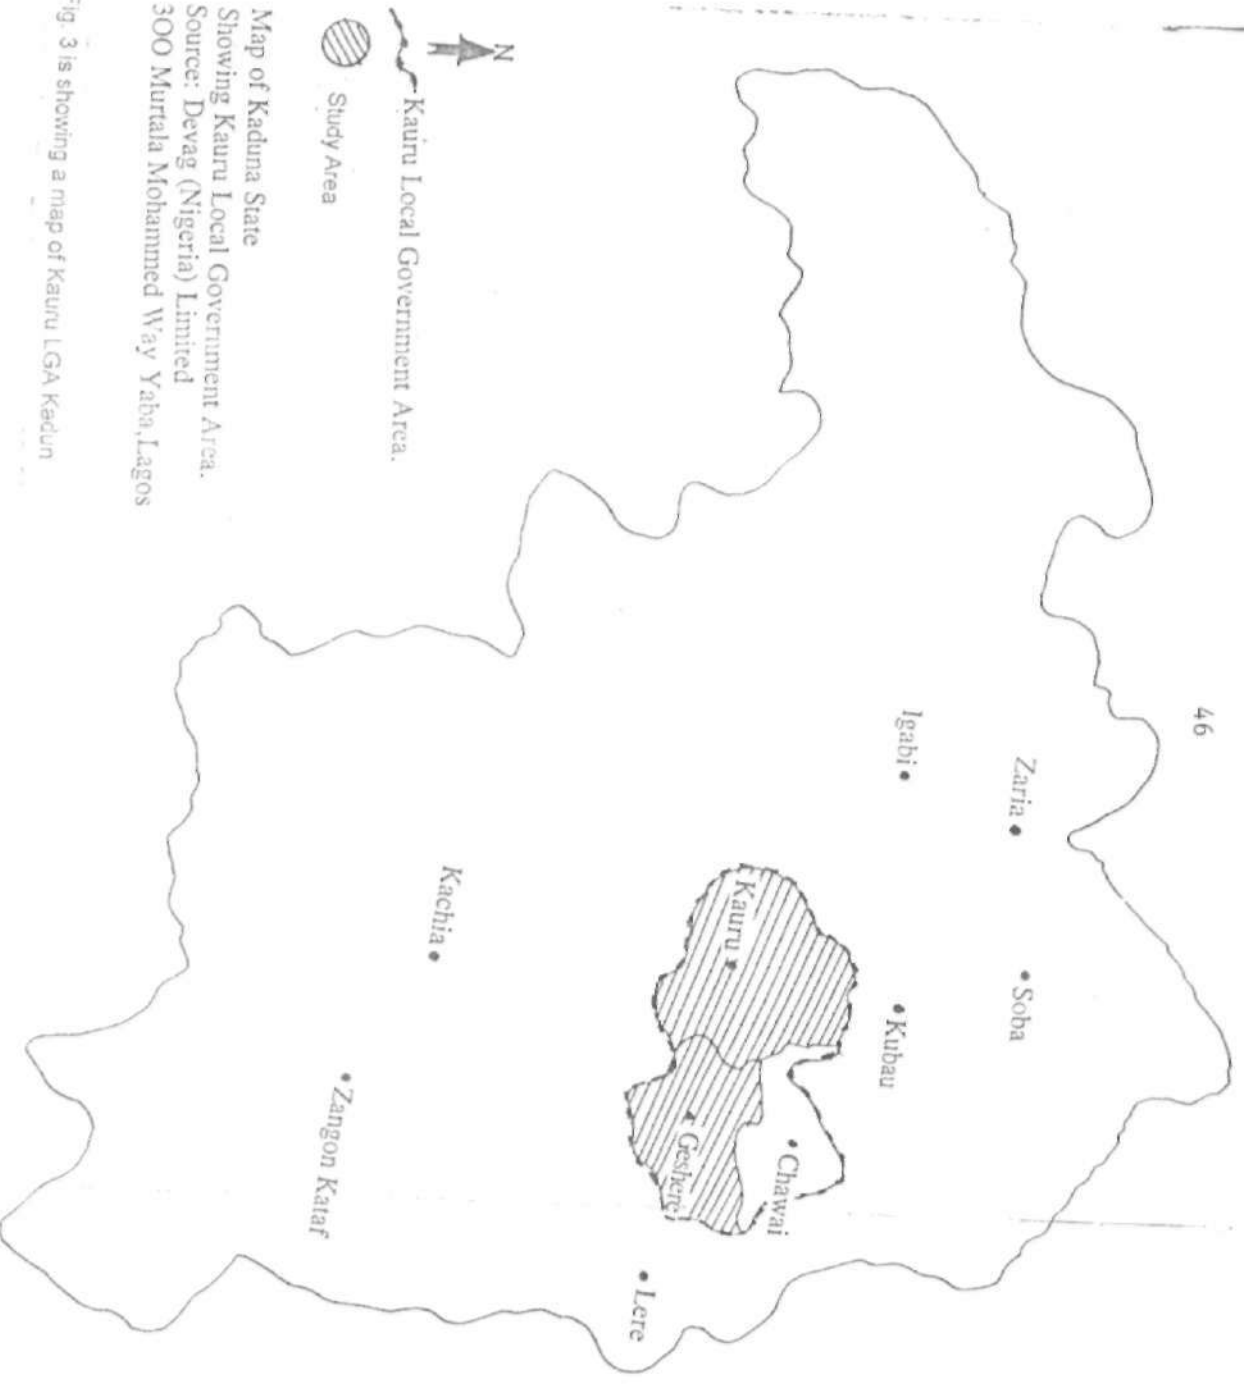 46
Zaria
Soba
Igabi
Kubau
Kauru
Chawai
Geshere
Lere
Kachia
Zangon Kataf
N
Kauru Local Government Area.
Study Area
Map of Kaduna State
Showing Kauru Local Government Area.
Source: Devag (Nigeria) Limited
300 Murtala Mohammed Way Yaba,Lagos
ig. 3 is showing a map of Kauru LGA Kadun